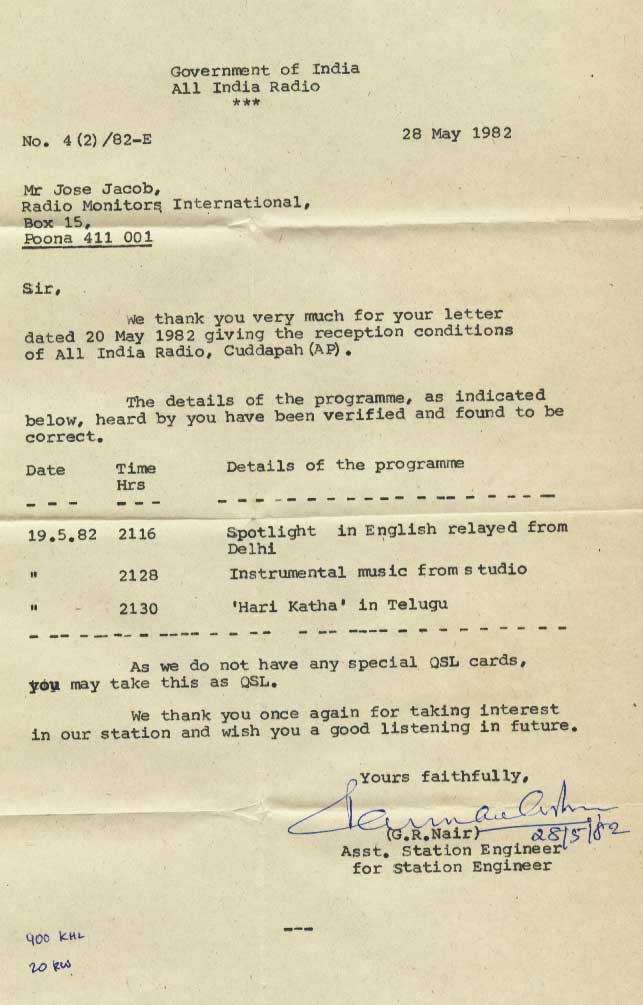 Government of India
All India Radio
***
No. 4(2)/82-E
28 May 1982
Mr Jose Jacob,
Radio Monitors International,
Box 15,
Poona 411 001
Sir,
We thank you very much for your letter
dated 20 May 1982 giving the reception conditions
of All India Radio, Cuddapah(AP).
The details of the programme, as indicated
below, heard by you have been verified and found to be
correct.
Date Time Details of the programme
Hrs
19.5.82 2116 Spotlight in English relayed from
Delhi
" 2128 Instrumental music from studio
" 2130 'Hari Katha' in Telugu
As we do not have any special QSL cards,
you may take this as QSL.
We thank you once again for taking interest
in our station and wish you a good listening in future.
Yours faithfully,
(G.R.Nair)
28/5/82
Asst. Station Engineer
for Station Engineer
---
900 KHz
20 KW